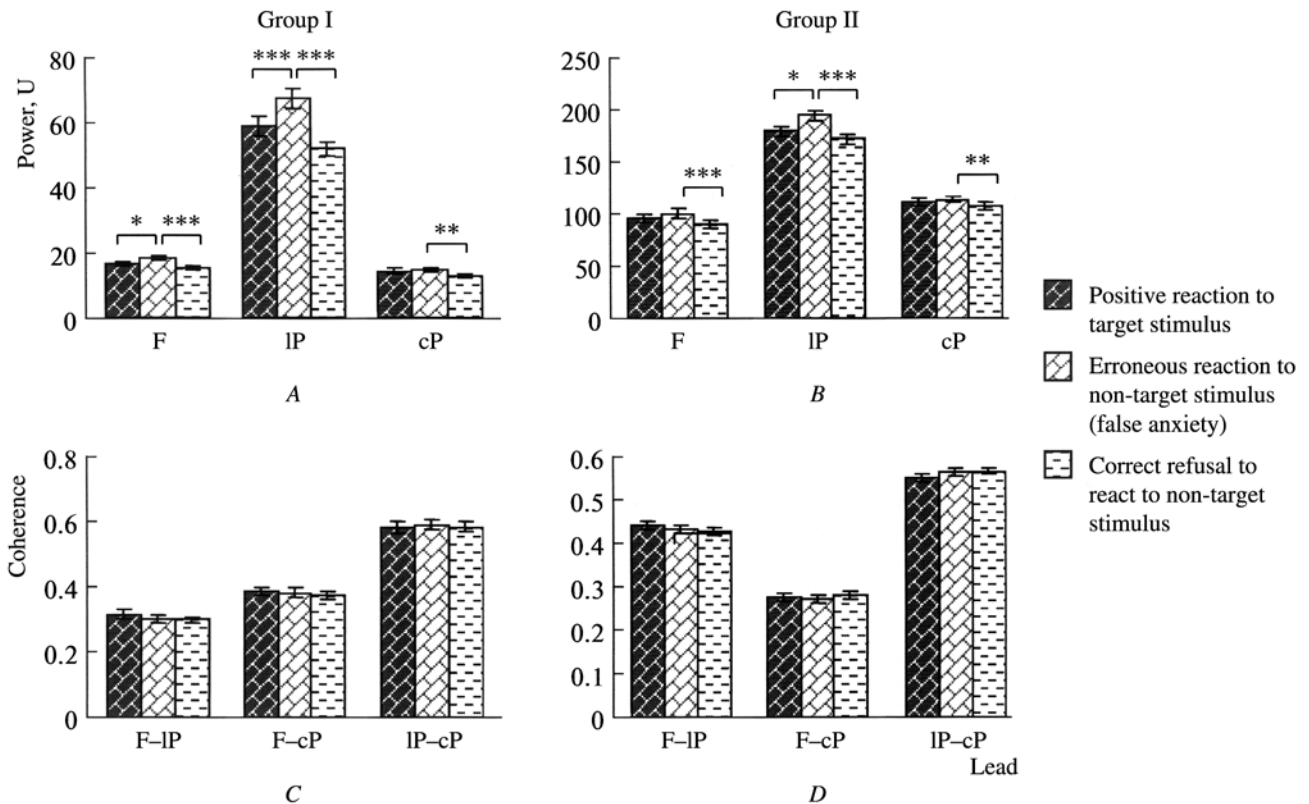 Group I
Group II
Power, U
80
60
40
20
0
* *** *** *** **
F lP cP
A
250
200
150
100
50
0
*** * *** **
F lP cP
B
Positive reaction to
target stimulus
Erroneous reaction to
non-target stimulus
(false anxiety)
Correct refusal to
react to non-target
stimulus
Coherence
0.8
0.6
0.4
0.2
0
F–lP F–cP lP–cP
C
0.6
0.5
0.4
0.3
0.2
0.1
0
F–lP F–cP lP–cP
Lead
D